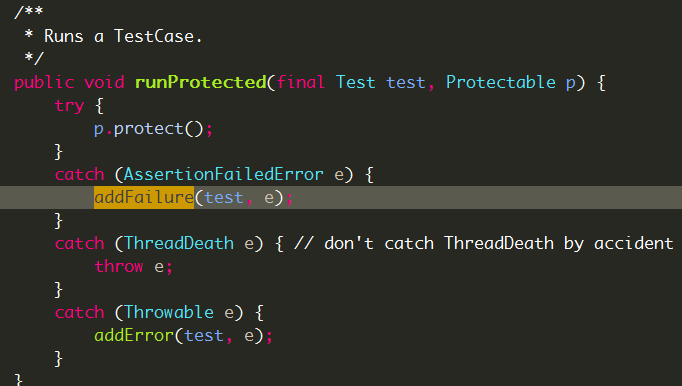 /**
 * Runs a TestCase.
 */
public void runProtected(final Test test, Protectable p) {
    try {
        p.protect();
    }
    catch (AssertionFailedError e) {
        addFailure(test, e);
    }
    catch (ThreadDeath e) { // don't catch ThreadDeath by accident
        throw e;
    }
    catch (Throwable e) {
        addError(test, e);
    }
}